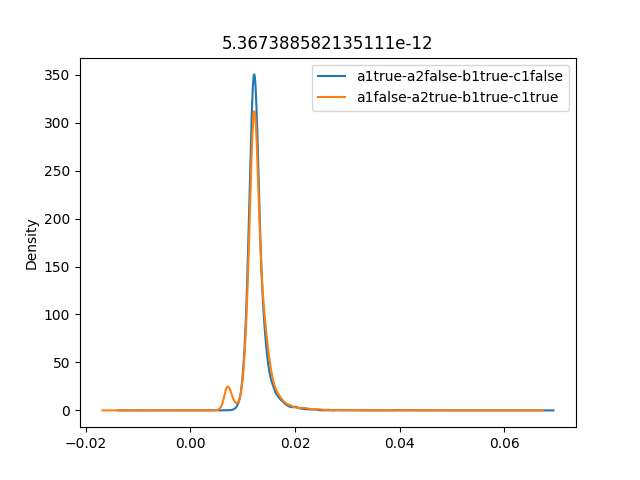 5.367388582135111e-12
a1true-a2false-b1true-c1false
a1false-a2true-b1true-c1true
Density
350
300
250
200
150
100
50
0
−0.02 0.00 0.02 0.04 0.06